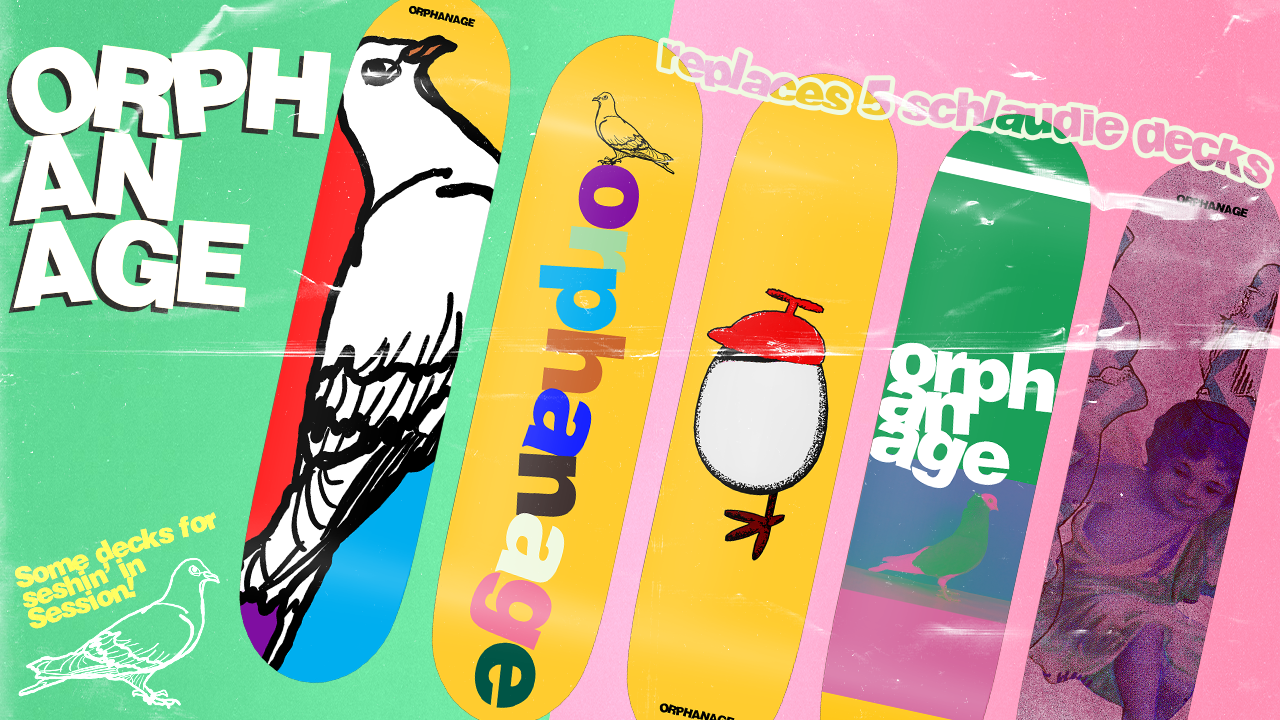 ORPH
AN
AGE
ORPHANAGE
orphanage
replaces 5 schlaudie decks
ORPHANAGE
orph
an
age
ORPHANAGE
Some decks for
seshin' in
Session!